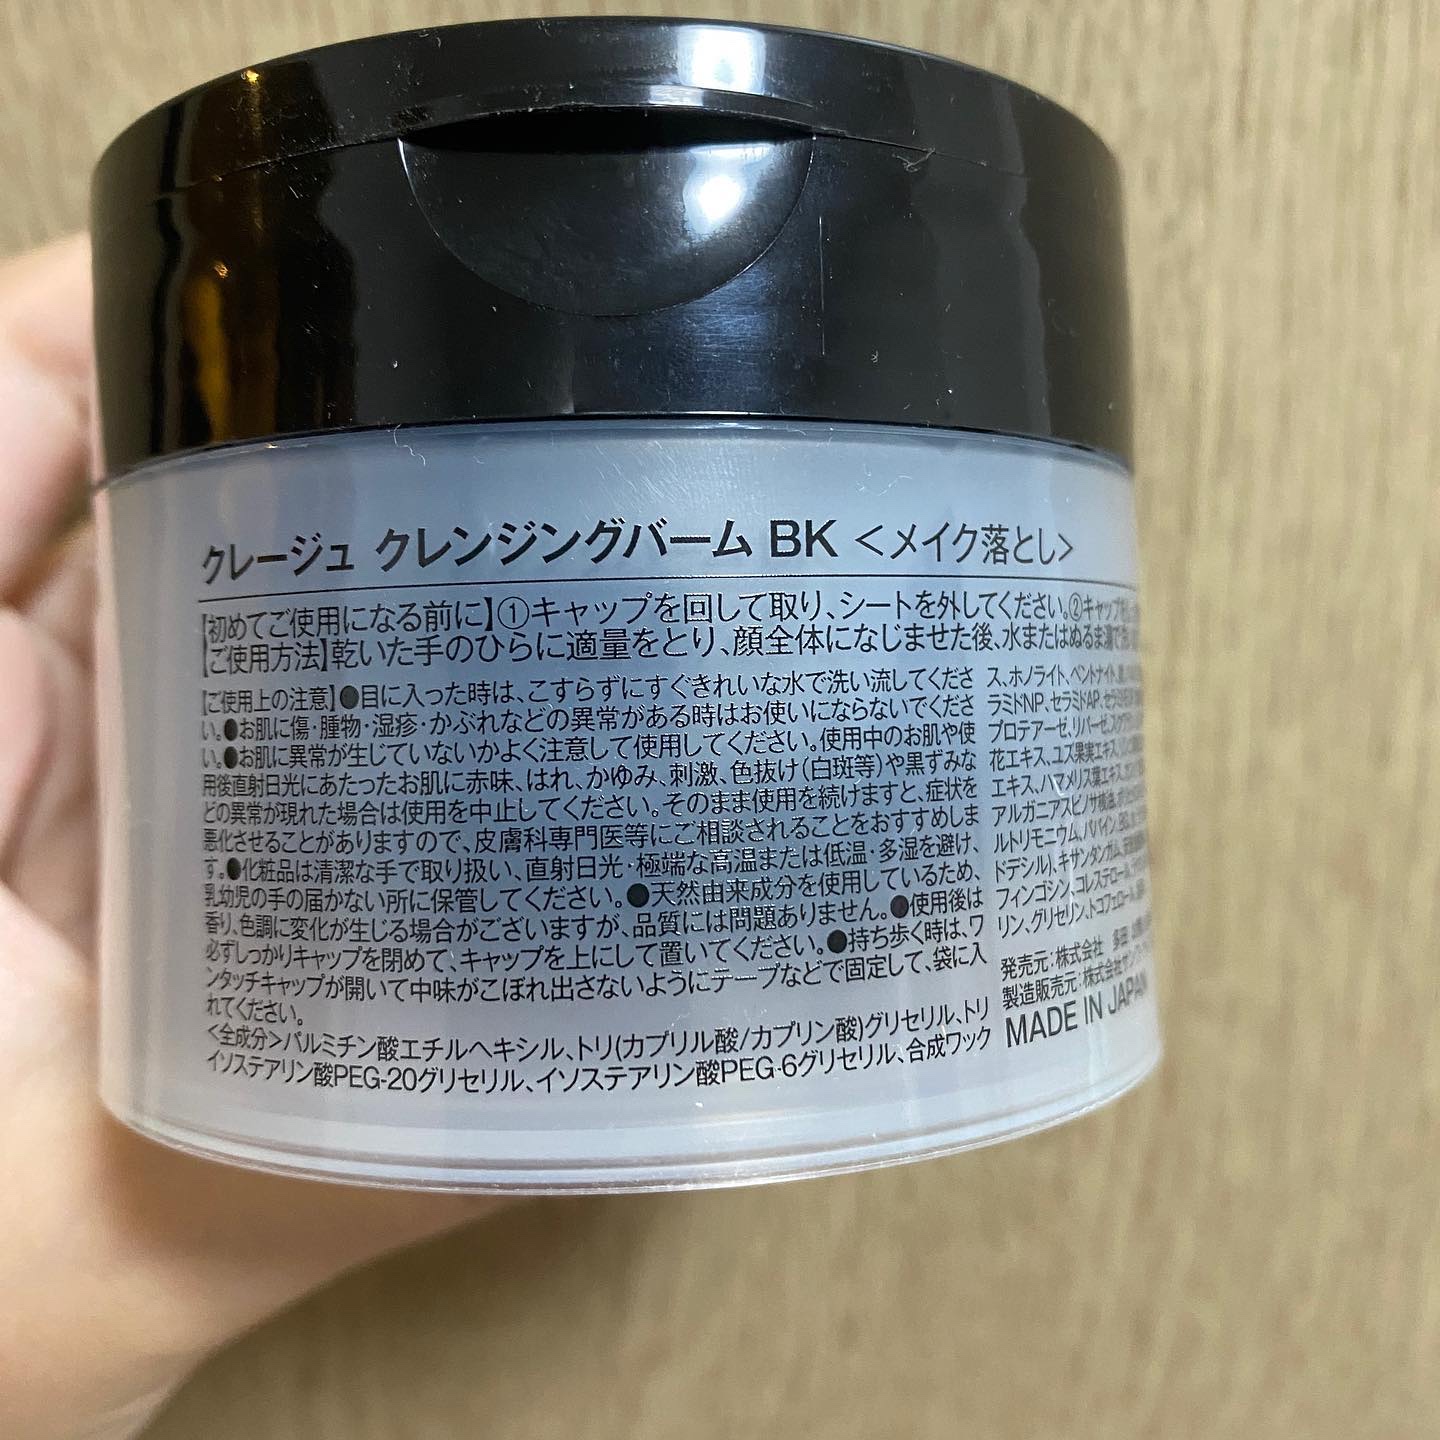 クレージュ クレンジングバーム BK <メイク落とし>
【初めてご使用になる前に】①キャップを回して取り、シートを外してください。②キャップを
【ご使用方法】乾いた手のひらに適量をとり、顔全体になじませた後、水またはぬるま湯で
【ご使用上の注意】●目に入った時は、こすらずにすぐきれいな水で洗い流してくださ
い。●お肌に傷・腫物・湿疹・かぶれなどの異常がある時はお使いにならないでくださ
い。●お肌に異常が生じていないかよく注意して使用してください。使用中のお肌や使
用後直射日光にあたったお肌に赤味、はれ、かゆみ、刺激、色抜け(白斑等)や黒ずみな
どの異常が現れた場合は使用を中止してください。そのまま使用を続けますと、症状を
悪化させることがありますので、皮膚科専門医等にご相談されることをおすすめしま
す。●化粧品は清潔な手で取り扱い、直射日光・極端な高温または低温・多湿を避け、
乳幼児の手の届かない所に保管してください。●天然由来成分を使用しているため、
香り、色調に変化が生じる場合がございますが、品質には問題ありません。●使用後は
必ずしっかりキャップを閉めて、キャップを上にして置いてください。●持ち歩く時は、ワ
ンタッチキャップが開いて中味がこぼれ出さないようにテープなどで固定して、袋に入
れてください。
<全成分>パルミチン酸エチルヘキシル、トリ(カプリル酸/カプリン酸)グリセリル、トリ
イソステアリン酸PEG-20グリセリル、イソステアリン酸PEG-6グリセリル、合成ワック
ス、ホノライト、ベントナイト、
ラミドNP、セラミドAP、
プロテアーゼ、リパーゼ、
花エキス、ユズ果実エキス、
エキス、ハマメリス葉エキス、
アルガニアスピノサ核油、
ルトリモニウム、パパイン、
ドデシル)、キサンタンガム、
フィンゴシン、コレステロール、
リン、グリセリン、トコフェロール、
発売元:株式会社 多田
製造販売元:株式会社
MADE IN JAPAN